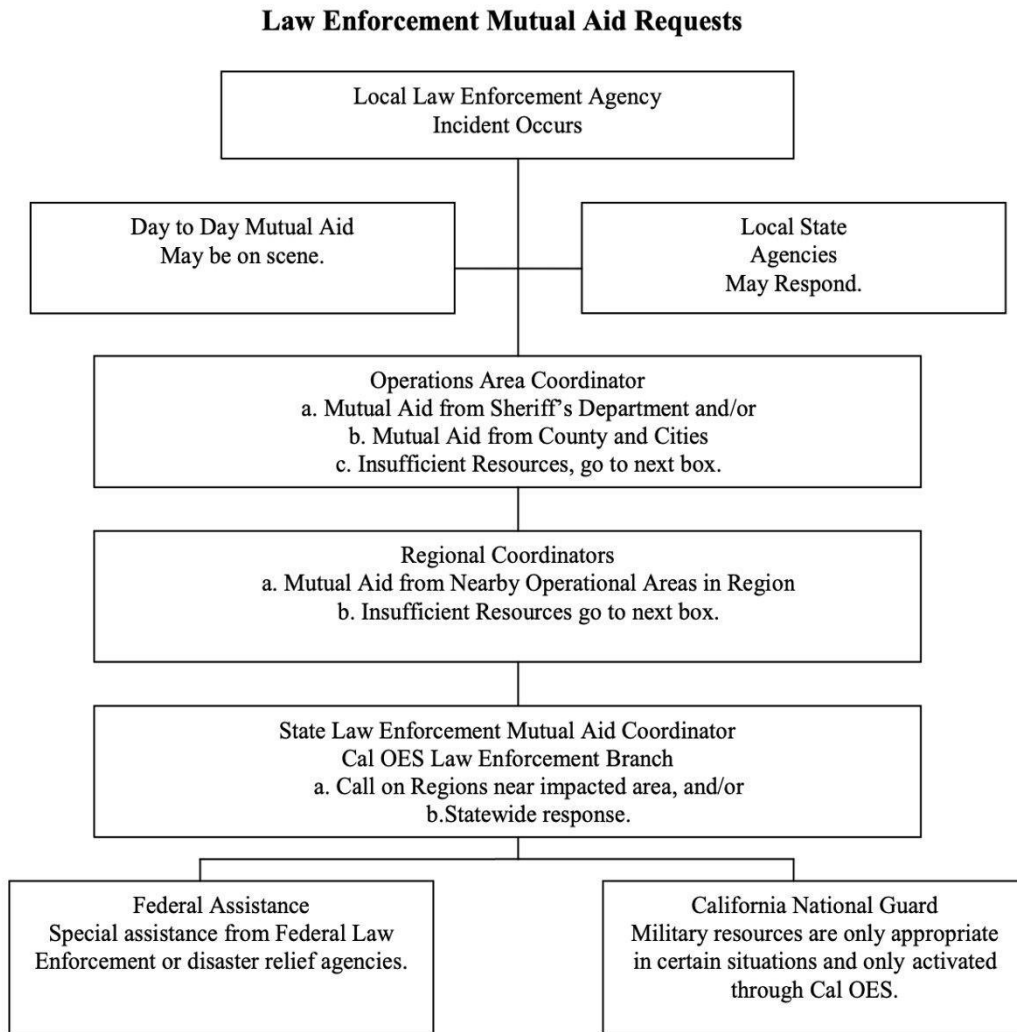 Law Enforcement Mutual Aid Requests
Local Law Enforcement Agency
Incident Occurs
Day to Day Mutual Aid
May be on scene.
Local State
Agencies
May Respond.
Operations Area Coordinator
a. Mutual Aid from Sheriff's Department and/or
b. Mutual Aid from County and Cities
c. Insufficient Resources, go to next box.
Regional Coordinators
a. Mutual Aid from Nearby Operational Areas in Region
b. Insufficient Resources go to next box.
State Law Enforcement Mutual Aid Coordinator
Cal OES Law Enforcement Branch
a. Call on Regions near impacted area, and/or
b.Statewide response.
Federal Assistance
Special assistance from Federal Law
Enforcement or disaster relief agencies.
California National Guard
Military resources are only appropriate
in certain situations and only activated
through Cal OES.